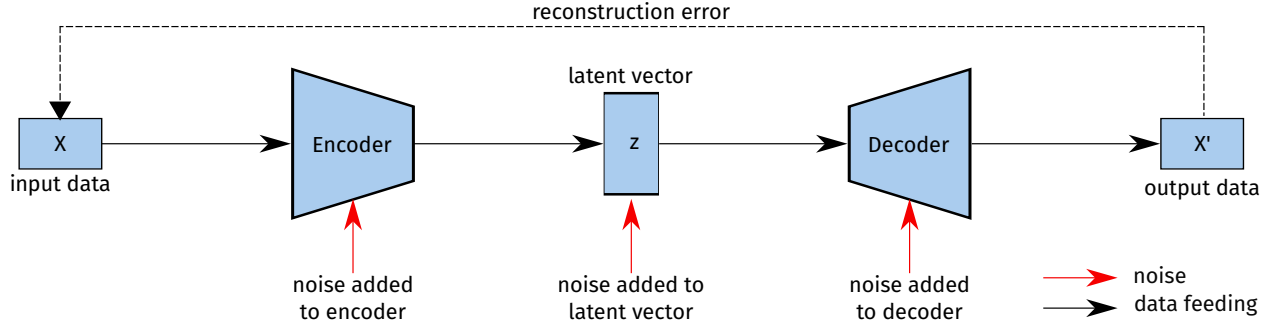 reconstruction error
latent vector
X
Encoder
z
Decoder
X'
input data
output data
noise added
to encoder
noise added to
latent vector
noise added
to decoder
noise
data feeding